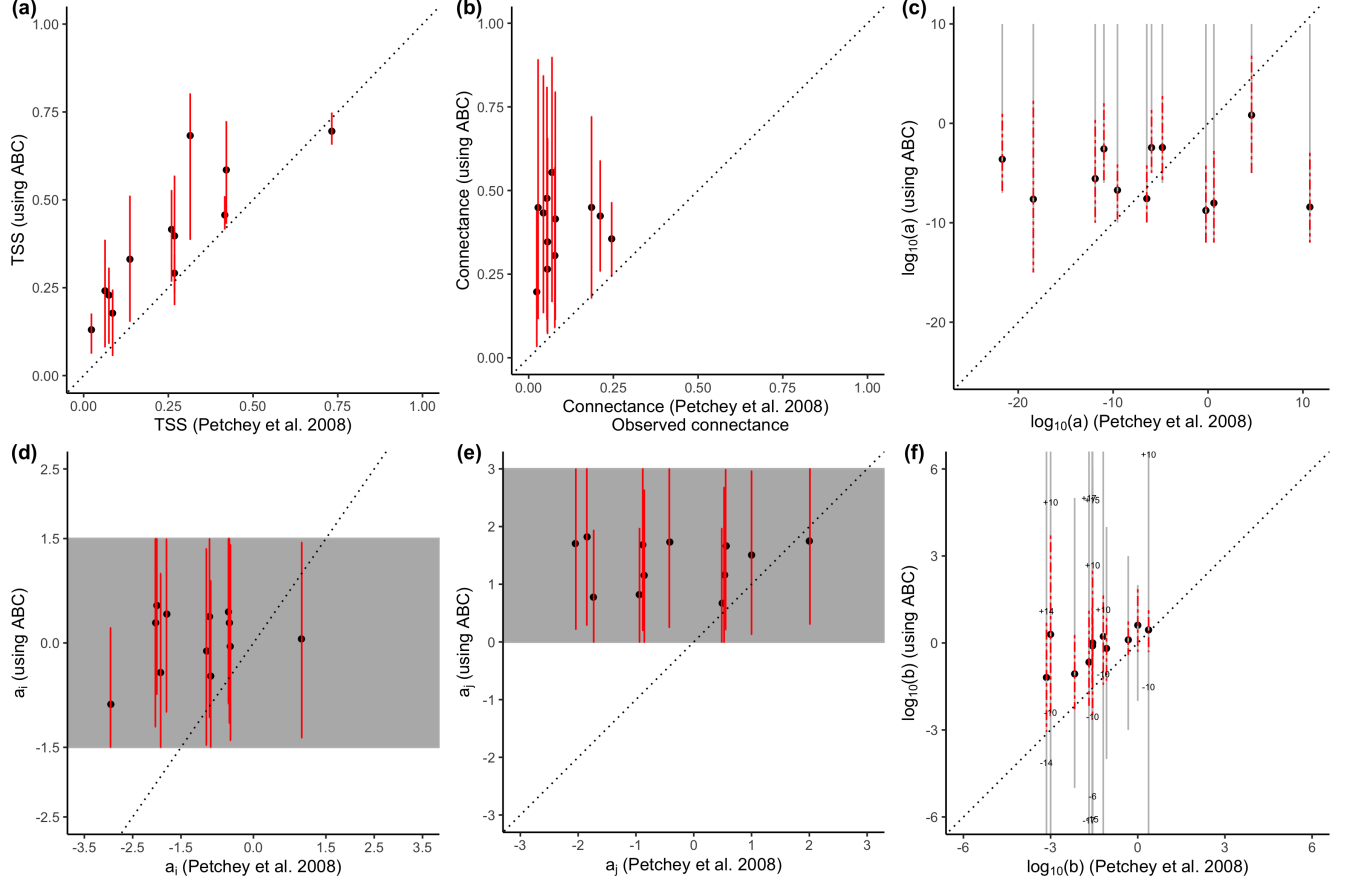 (a)
1.00
0.75
0.50
0.25
0.00
TSS (using ABC)
0.00 0.25 0.50 0.75 1.00
TSS (Petchey et al. 2008)
(b)
1.00
0.75
0.50
0.25
0.00
Connectance (using ABC)
0.00 0.25 0.50 0.75 1.00
Connectance (Petchey et al. 2008)
Observed connectance
(c)
10
0
-10
-20
log10(a) (using ABC)
-20 -10 0 10
log10(a) (Petchey et al. 2008)
(d)
2.5
1.5
0.0
-1.5
-2.5
ai (using ABC)
-3.5 -2.5 -1.5 0.0 1.5 2.5 3.5
ai (Petchey et al. 2008)
(e)
3
2
1
0
-1
-2
-3
aj (using ABC)
-3 -2 -1 0 1 2 3
aj (Petchey et al. 2008)
(f)
6
3
0
-3
-6
log10(b) (using ABC)
+10
+10
+10
+14
+10
-10
-10
-10
-10
-14
-6
-6 -3 0 3 6
log10(b) (Petchey et al. 2008)